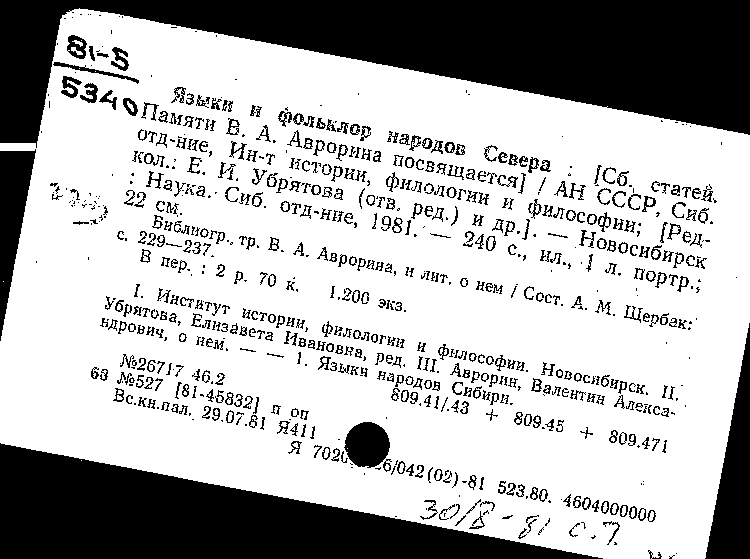 81-5
5340
Языки и фольклор народов Севера : [Сб. статей.
Памяти В. А. Аврорина посвящается] / АН СССР, Сиб.
отд-ние, Ин-т истории, филологии и философии; [Ред-
кол.: Е. И. Убрятова (отв. ред.) и др.]. — Новосибирск
: Наука. Сиб. отд-ние, 1981. — 240 с., ил., 1 л. портр.;
22 см.
Библиогр. тр. В. А. Аврорина, и лит. о нем / Сост. А. М. Щербак:
с. 229—237.
В пер. : 2 р. 70 к. 1.200 экз.
I. Институт истории, филологии и философии. Новосибирск. II.
Убрятова, Елизавета Ивановна, ред. III. Аврорин, Валентин Алекса-
ндрович, о нем. — — 1. Языки народов Сибири.
809.41/.43 + 809.45 + 809.471
№26717 46.2
68 №527 [81-45832] п оп
Вс.кн.пал. 29.07.81 Я411
Я 7020 6/042(02)-81 523.80. 4604000000
30/8-81 с.7.